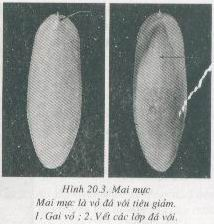 Hình 20.3. Mai mực
Mai mực là vỏ đá vôi tiêu giảm.
1. Gai vỏ ; 2. Vết các lớp đá vôi.